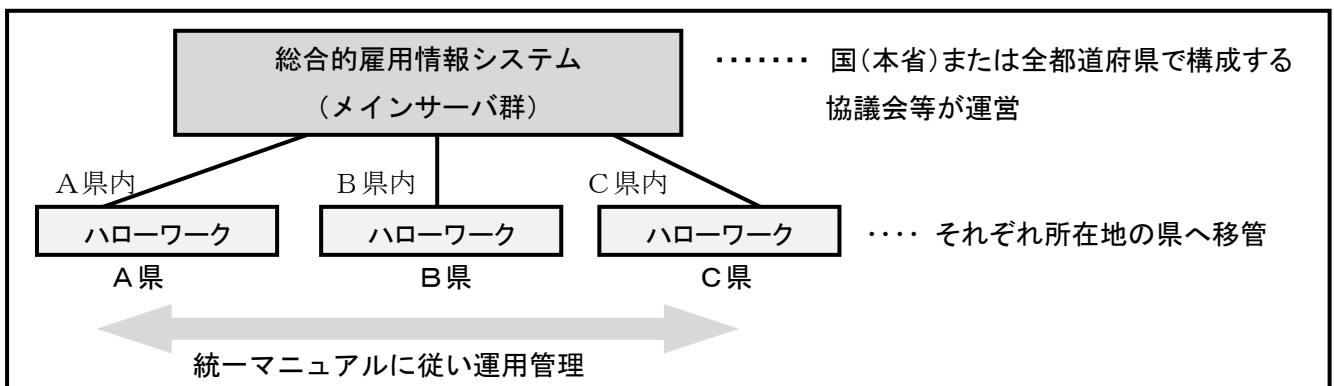 総合的雇用情報システム
(メインサーバ群)
‥‥‥‥ 国(本省)または全都道府県で構成する
協議会等が運営
A県内
B県内
C県内
ハローワーク
ハローワーク
ハローワーク
‥‥ それぞれ所在地の県へ移管
A県
B県
C県
統一マニュアルに従い運用管理